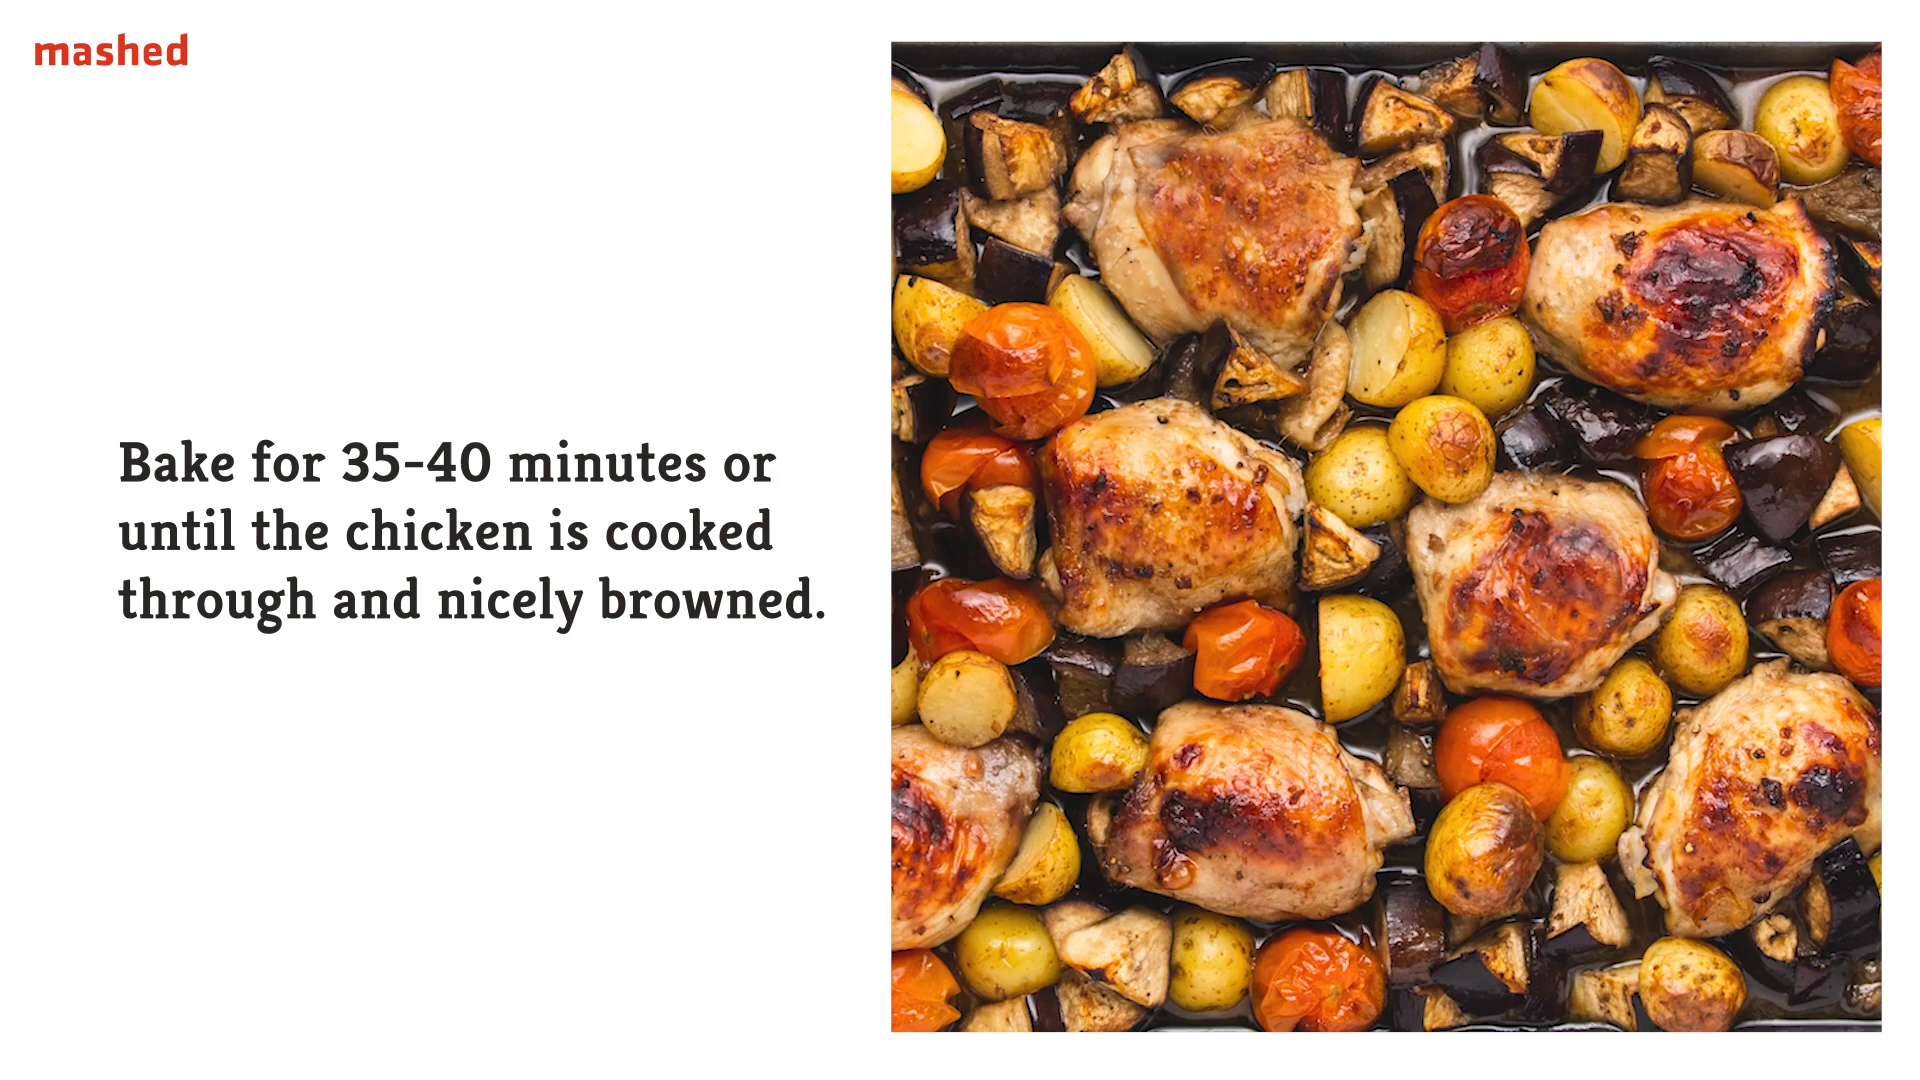 mashed
Bake for 35-40 minutes or
until the chicken is cooked
through and nicely browned.